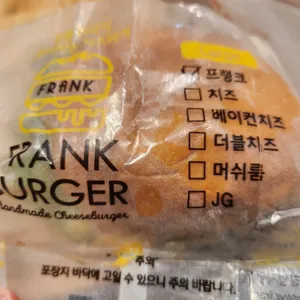 FRANK
FRANK
BURGER
Handmade Cheeseburger
프랭크
치즈
베이컨치즈
더블치즈
머쉬룸
JG
주의
포장지 바닥에 고일 수 있으니 주의 바랍니다.